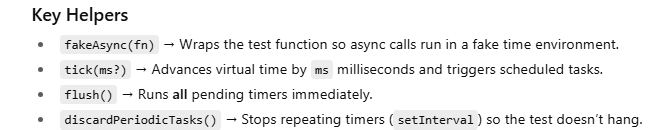 Key Helpers
• fakeAsync(fn) → Wraps the test function so async calls run in a fake time environment.
• tick(ms?) → Advances virtual time by ms milliseconds and triggers scheduled tasks.
• flush() → Runs all pending timers immediately.
• discardPeriodicTasks() → Stops repeating timers (setInterval) so the test doesn’t hang.